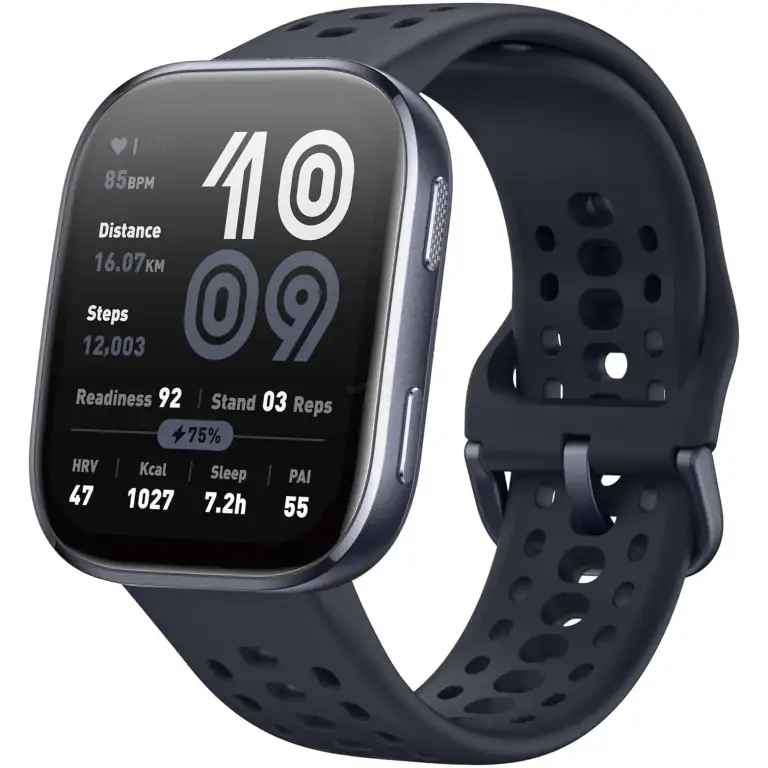 10
85BPM
09
Distance
16.07KM
Steps
12,003
Readiness 92 | Stand 03 Reps
75%
HRV | Kcal | Sleep | PAI
47 1027 7.2h 55